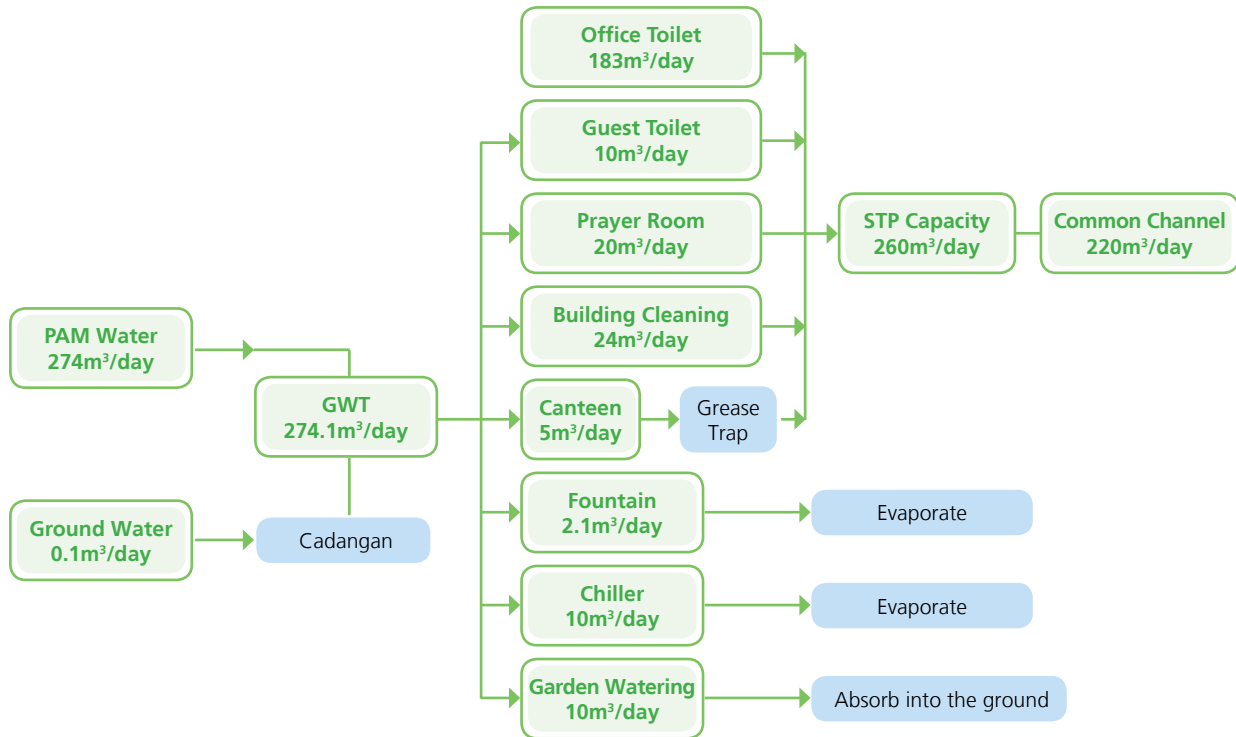 Office Toilet
183m³/day
Guest Toilet
10m³/day
Prayer Room
20m³/day
STP Capacity
260m³/day
Common Channel
220m³/day
Building Cleaning
24m³/day
PAM Water
274m³/day
GWT
274.1m³/day
Canteen
5m³/day
Grease
Trap
Fountain
2.1m³/day
Evaporate
Ground Water
0.1m³/day
Cadangan
Chiller
10m³/day
Evaporate
Garden Watering
10m³/day
Absorb into the ground